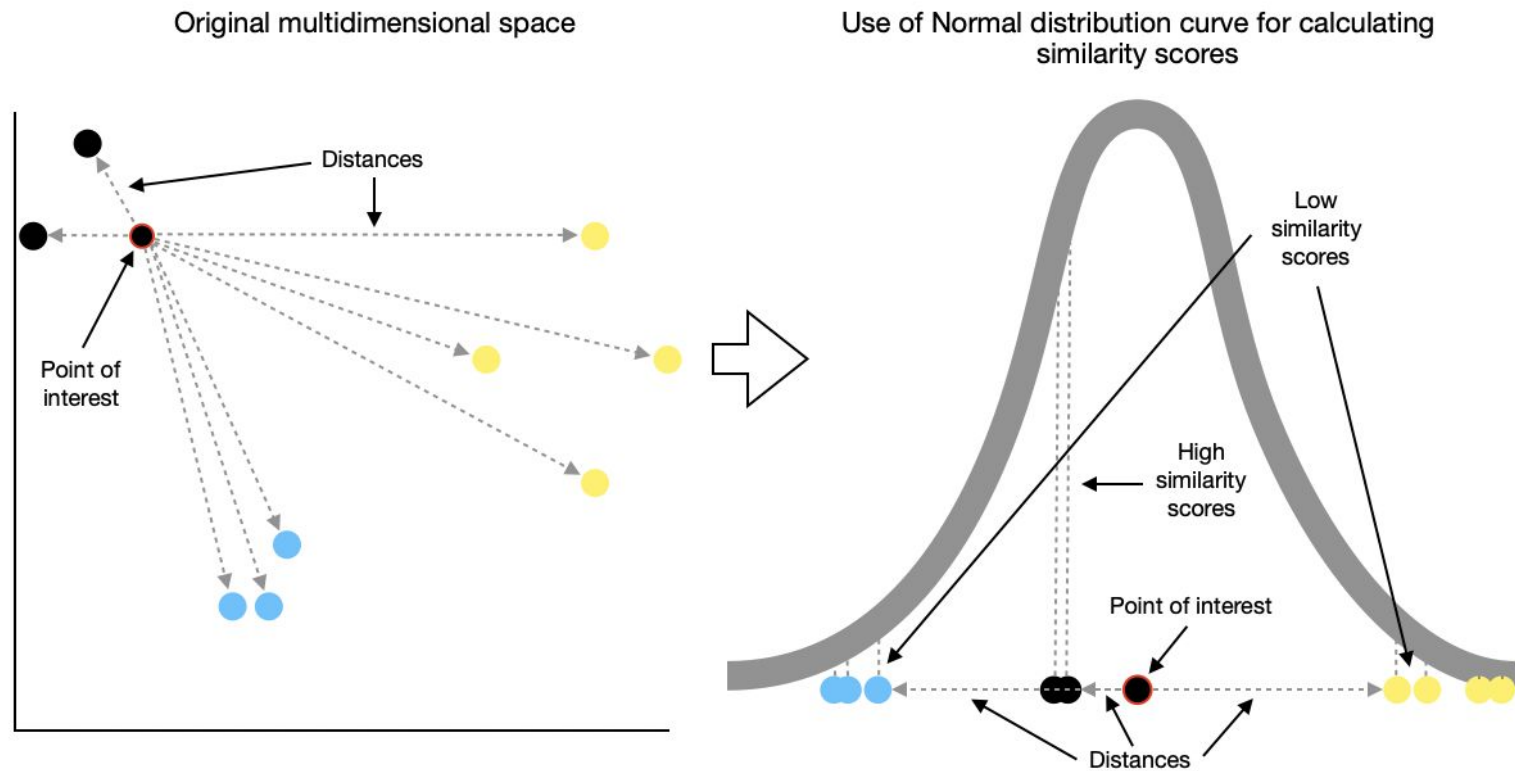 Original multidimensional space
Use of Normal distribution curve for calculating
similarity scores
Distances
Point of
interest
Low
similarity
scores
High
similarity
scores
Point of interest
Distances